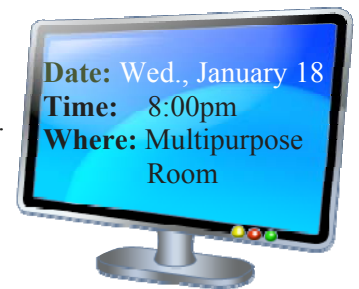 Date: Wed., January 18
Time: 8:00pm
Where: Multipurpose
Room